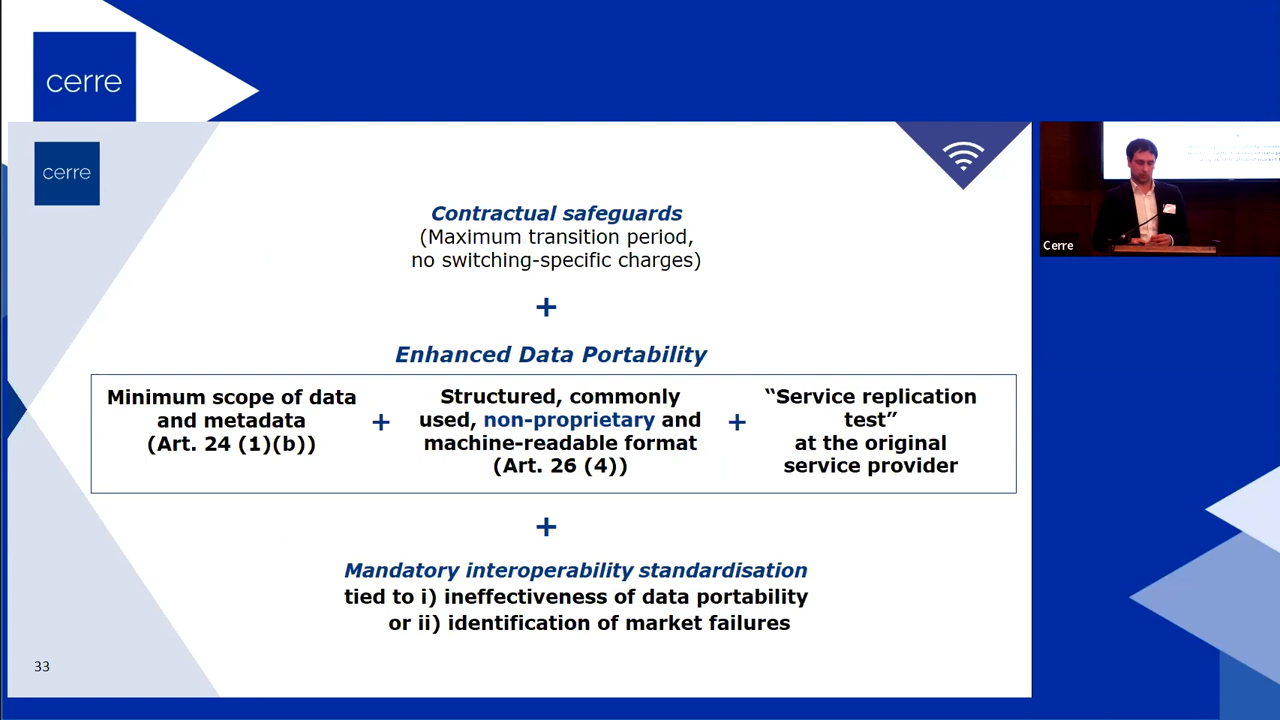 cerre
cerre
Contractual safeguards
(Maximum transition period,
no switching-specific charges)
+
Enhanced Data Portability
Minimum scope of data
and metadata
(Art. 24 (1)(b))
+
Structured, commonly
used, non-proprietary and
machine-readable format
(Art. 26 (4))
+
“Service replication
test”
at the original
service provider
+
Mandatory interoperability standardisation
tied to i) ineffectiveness of data portability
or ii) identification of market failures
33
Cerre